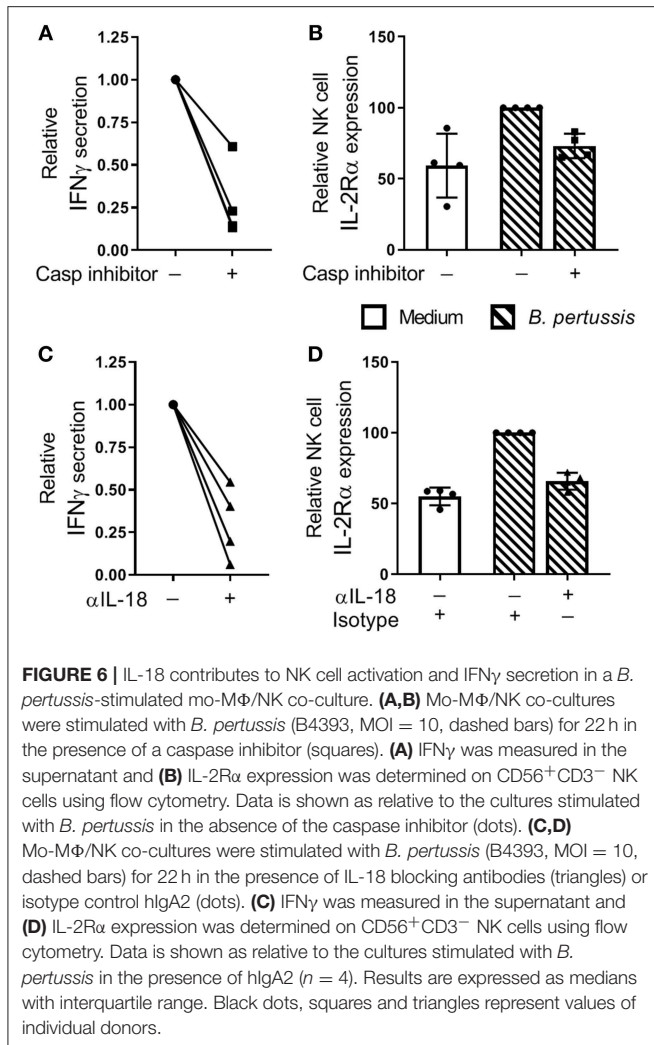 A
Relative
IFNγ secretion
1.25
1.00
0.75
0.50
0.25
0.00
Casp inhibitor – +
B
Relative NK cell
IL-2Rα expression
150
100
50
0
Casp inhibitor – – +
Medium B. pertussis
C
Relative
IFNγ secretion
1.25
1.00
0.75
0.50
0.25
0.00
αIL-18 – +
D
Relative NK cell
IL-2Rα expression
150
100
50
0
αIL-18 – – +
Isotype + + –
FIGURE 6 | IL-18 contributes to NK cell activation and IFNγ secretion in a B.
pertussis-stimulated mo-MΦ/NK co-culture. (A,B) Mo-MΦ/NK co-cultures
were stimulated with B. pertussis (B4393, MOI = 10, dashed bars) for 22 h in
the presence of a caspase inhibitor (squares). (A) IFNγ was measured in the
supernatant and (B) IL-2Rα expression was determined on CD56+CD3− NK
cells using flow cytometry. Data is shown as relative to the cultures stimulated
with B. pertussis in the absence of the caspase inhibitor (dots). (C,D)
Mo-MΦ/NK co-cultures were stimulated with B. pertussis (B4393, MOI = 10,
dashed bars) for 22 h in the presence of IL-18 blocking antibodies (triangles) or
isotype control hIgA2 (dots). (C) IFNγ was measured in the supernatant and
(D) IL-2Rα expression was determined on CD56+CD3− NK cells using flow
cytometry. Data is shown as relative to the cultures stimulated with B.
pertussis in the presence of hIgA2 (n = 4). Results are expressed as medians
with interquartile range. Black dots, squares and triangles represent values of
individual donors.